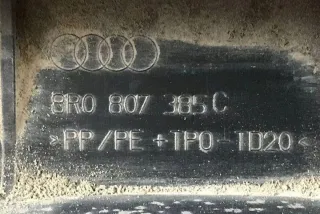 8R0 807 385 C
>PP/PE + TPO - TD20<